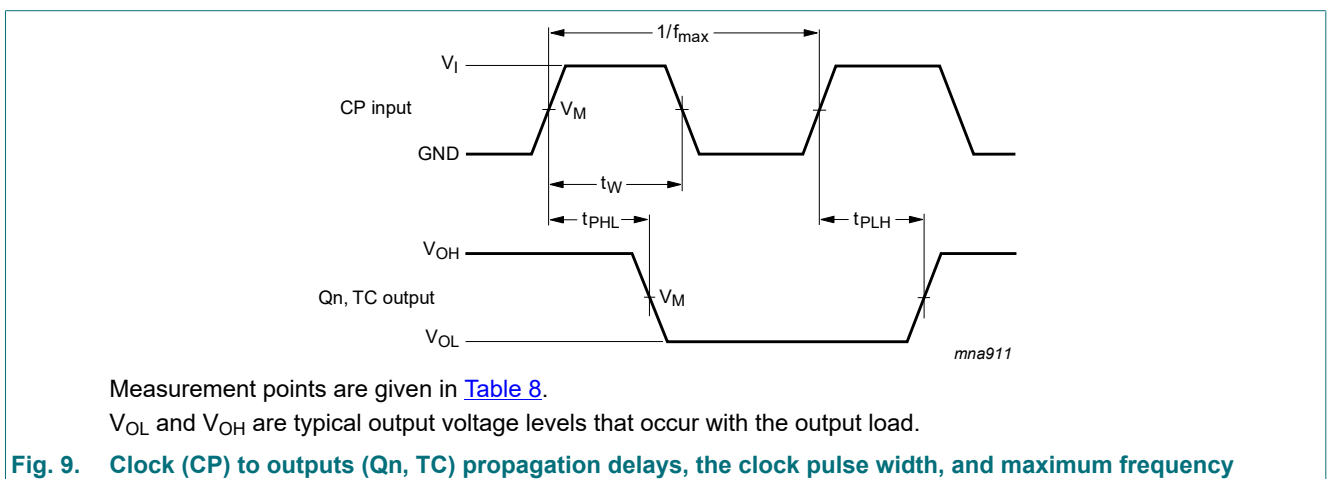 1/fmax
VI
CP input
VM
GND
tW
tPHL
tPLH
VOH
Qn, TC output
VM
VOL
mna911
Measurement points are given in Table 8.
VOL and VOH are typical output voltage levels that occur with the output load.
Fig. 9. Clock (CP) to outputs (Qn, TC) propagation delays, the clock pulse width, and maximum frequency